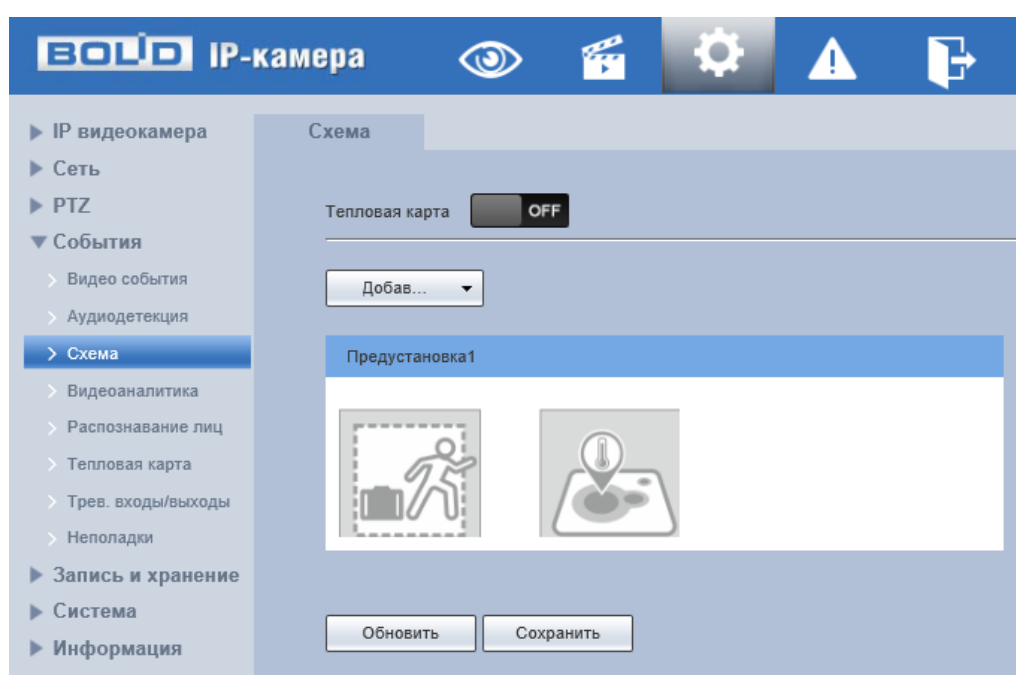 BOLID IP-камера
IP видеокамера
Сеть
PTZ
События
Видео события
Аудиодетекция
Схема
Видеоаналитика
Распознавание лиц
Тепловая карта
Трев. входы/выходы
Неполадки
Запись и хранение
Система
Информация
Схема
Тепловая карта OFF
Добав...
Предустановка1
Обновить Сохранить